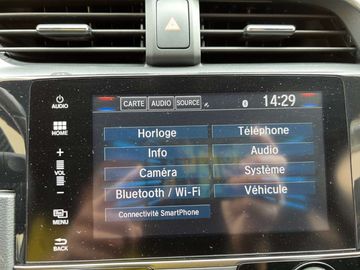 AUDIO
HOME
+
VOL
−
MENU
BACK
CARTE AUDIO SOURCE 14:29
Horloge Téléphone
Info Audio
Caméra Système
Bluetooth / Wi-Fi Véhicule
Connectivité SmartPhone